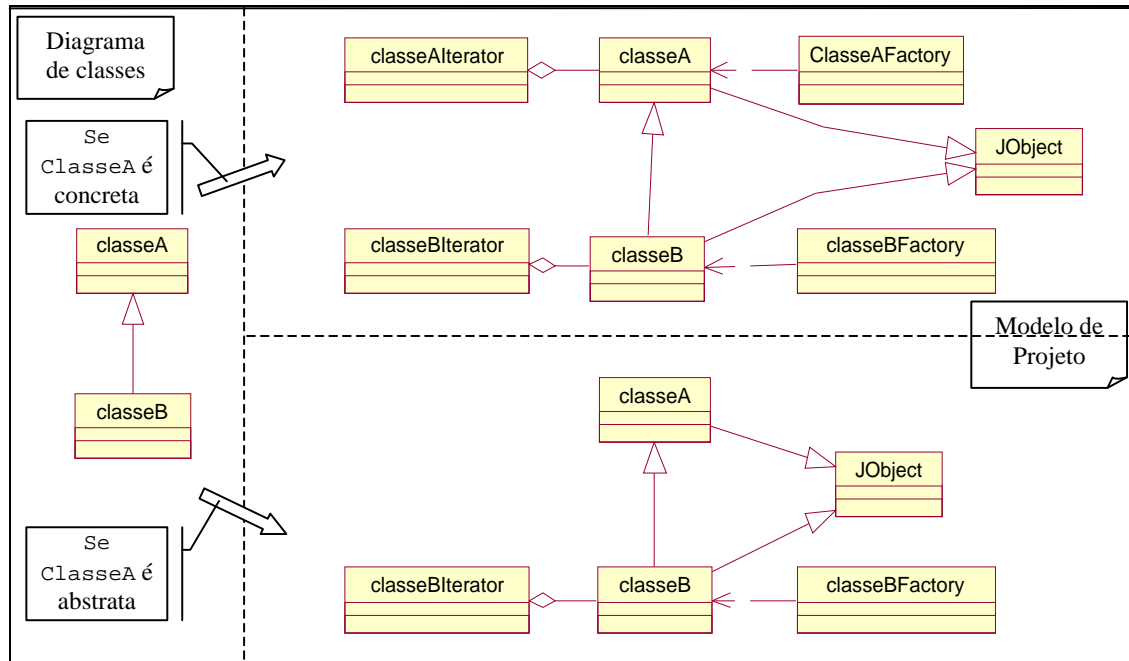 Diagrama
de classes
Se
ClasseA é
concreta
classeA
classeB
Se
ClasseA é
abstrata
classeAIterator
classeA
ClasseAFactory
JObject
classeBIterator
classeB
classeBFactory
Modelo de
Projeto
classeA
JObject
classeBIterator
classeB
classeBFactory